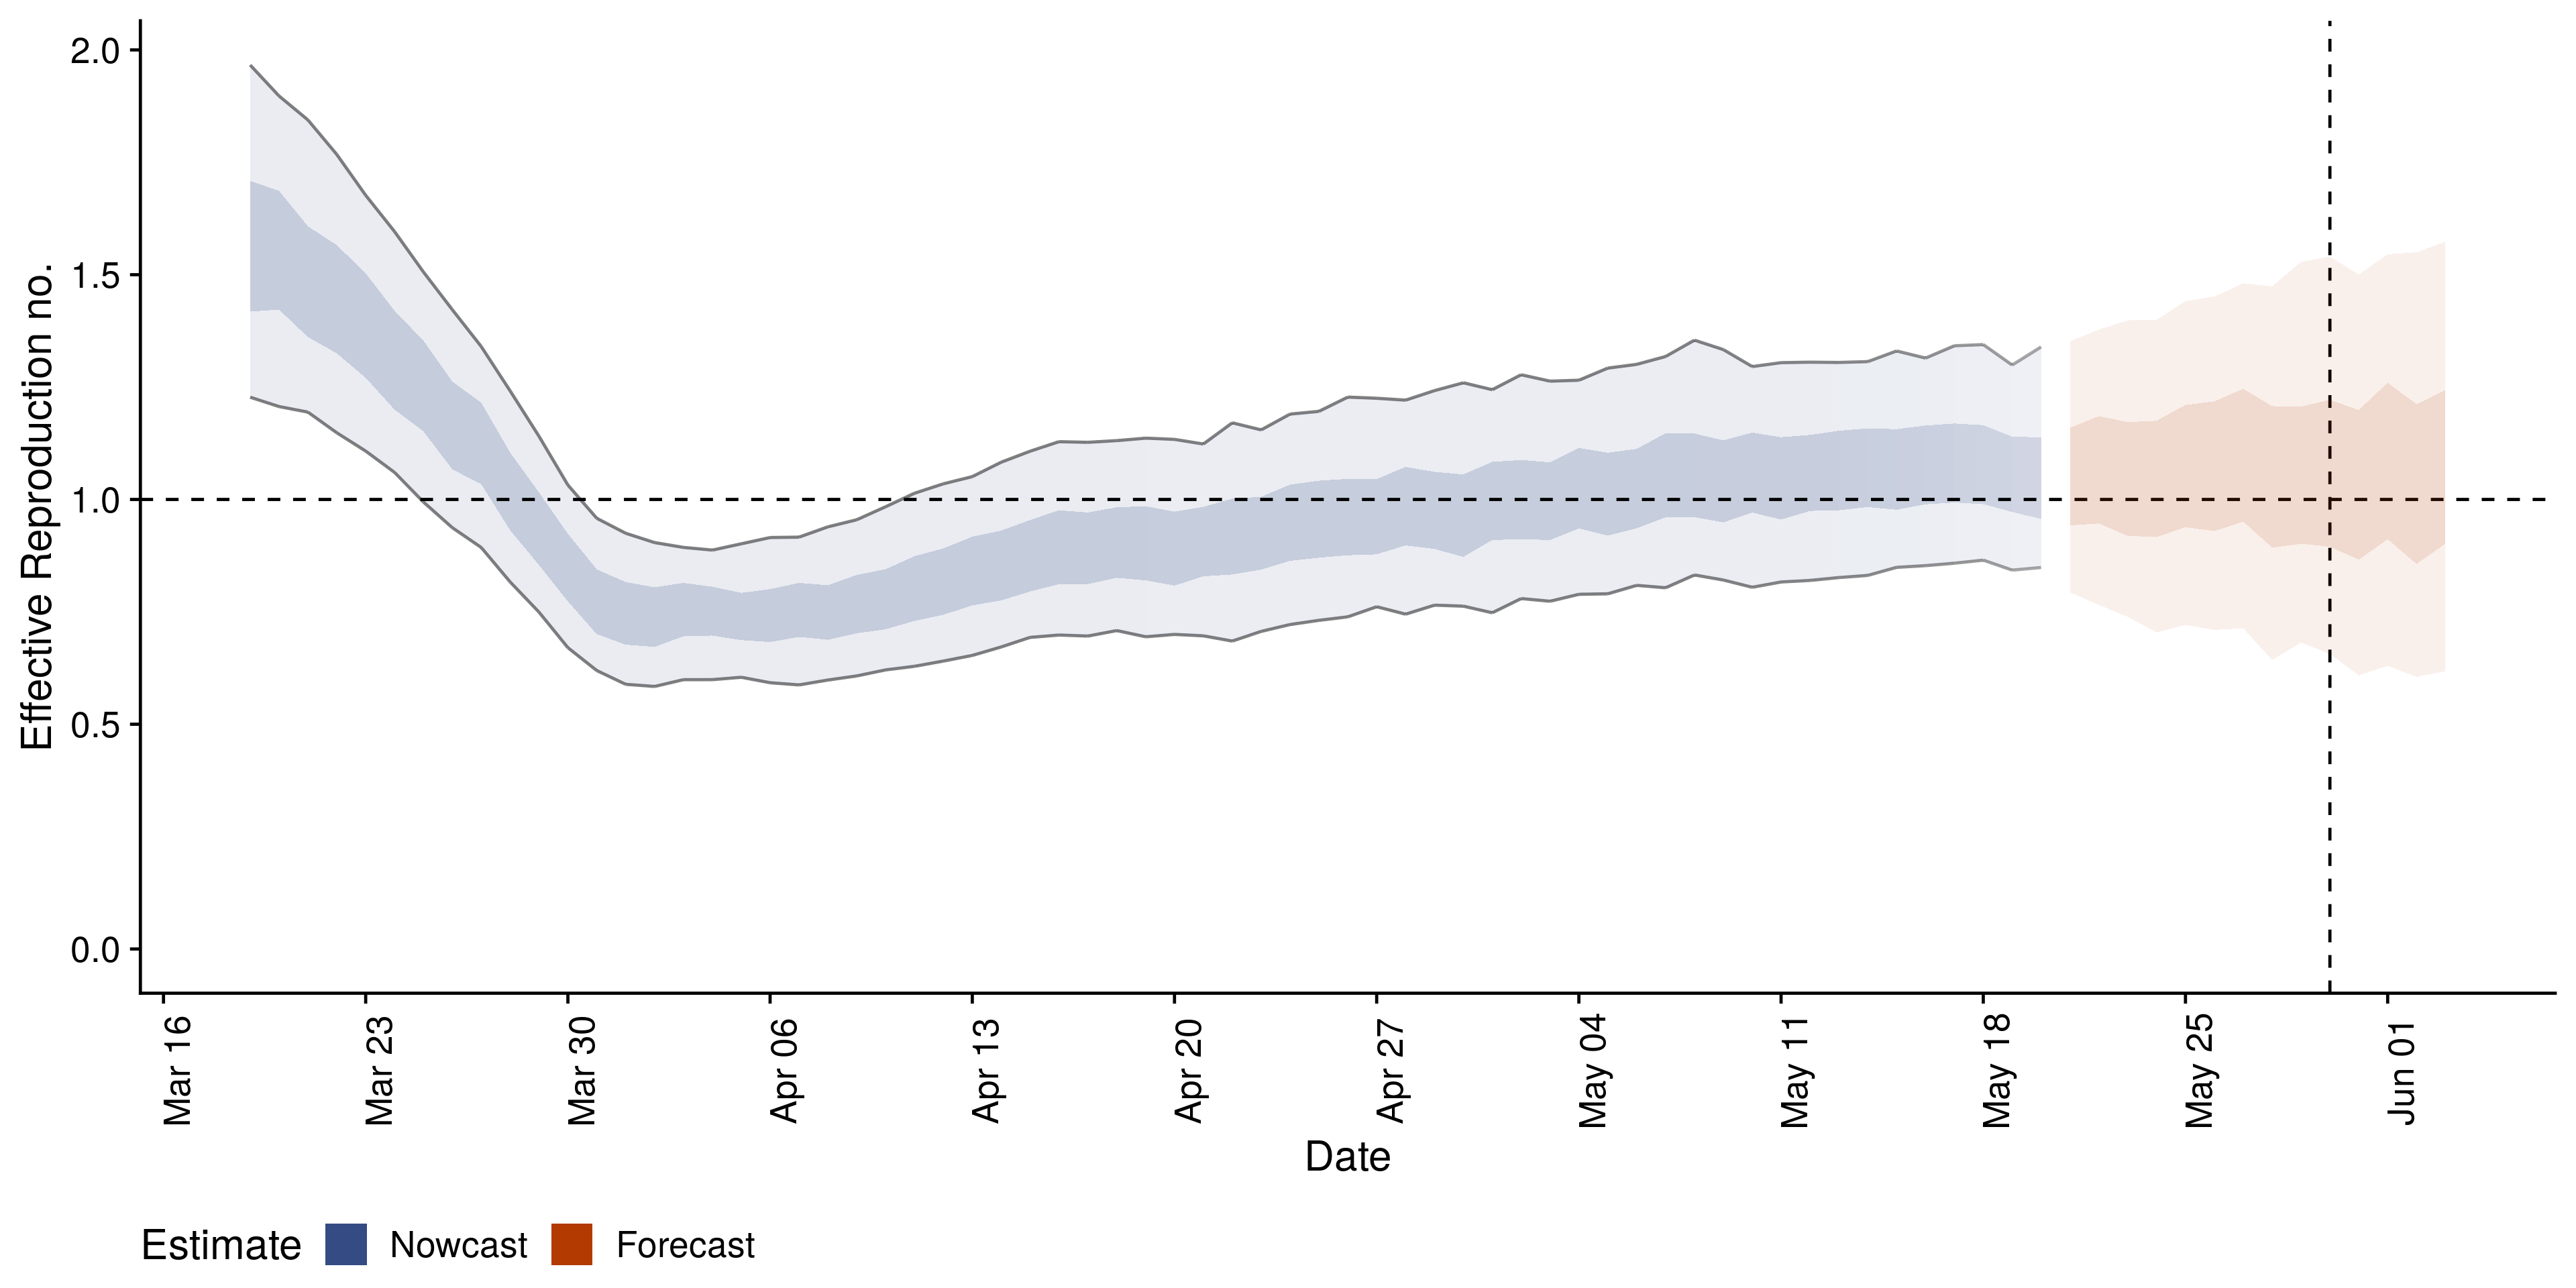 Effective Reproduction no.
2.0
1.5
1.0
0.5
0.0
Mar 16
Mar 23
Mar 30
Apr 06
Apr 13
Apr 20
Apr 27
May 04
May 11
May 18
May 25
Jun 01
Date
Estimate Nowcast Forecast